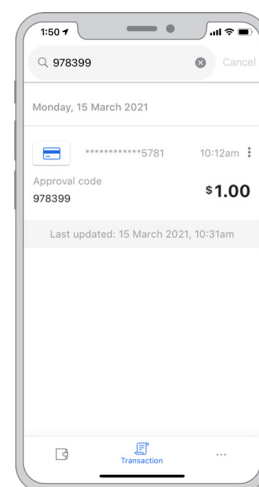 1:50
978399 Cancel
Monday, 15 March 2021
************5781 10:12am
Approval code
978399
$1.00
Last updated: 15 March 2021, 10:31am
Transaction